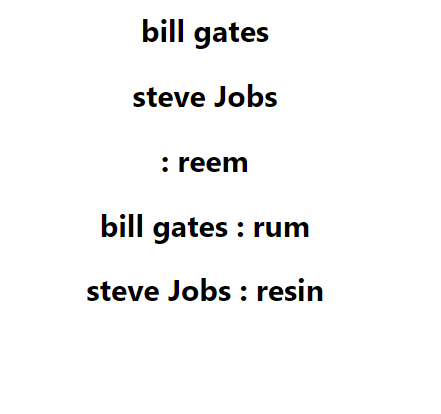 bill gates
steve Jobs
: reem
bill gates : rum
steve Jobs : resin